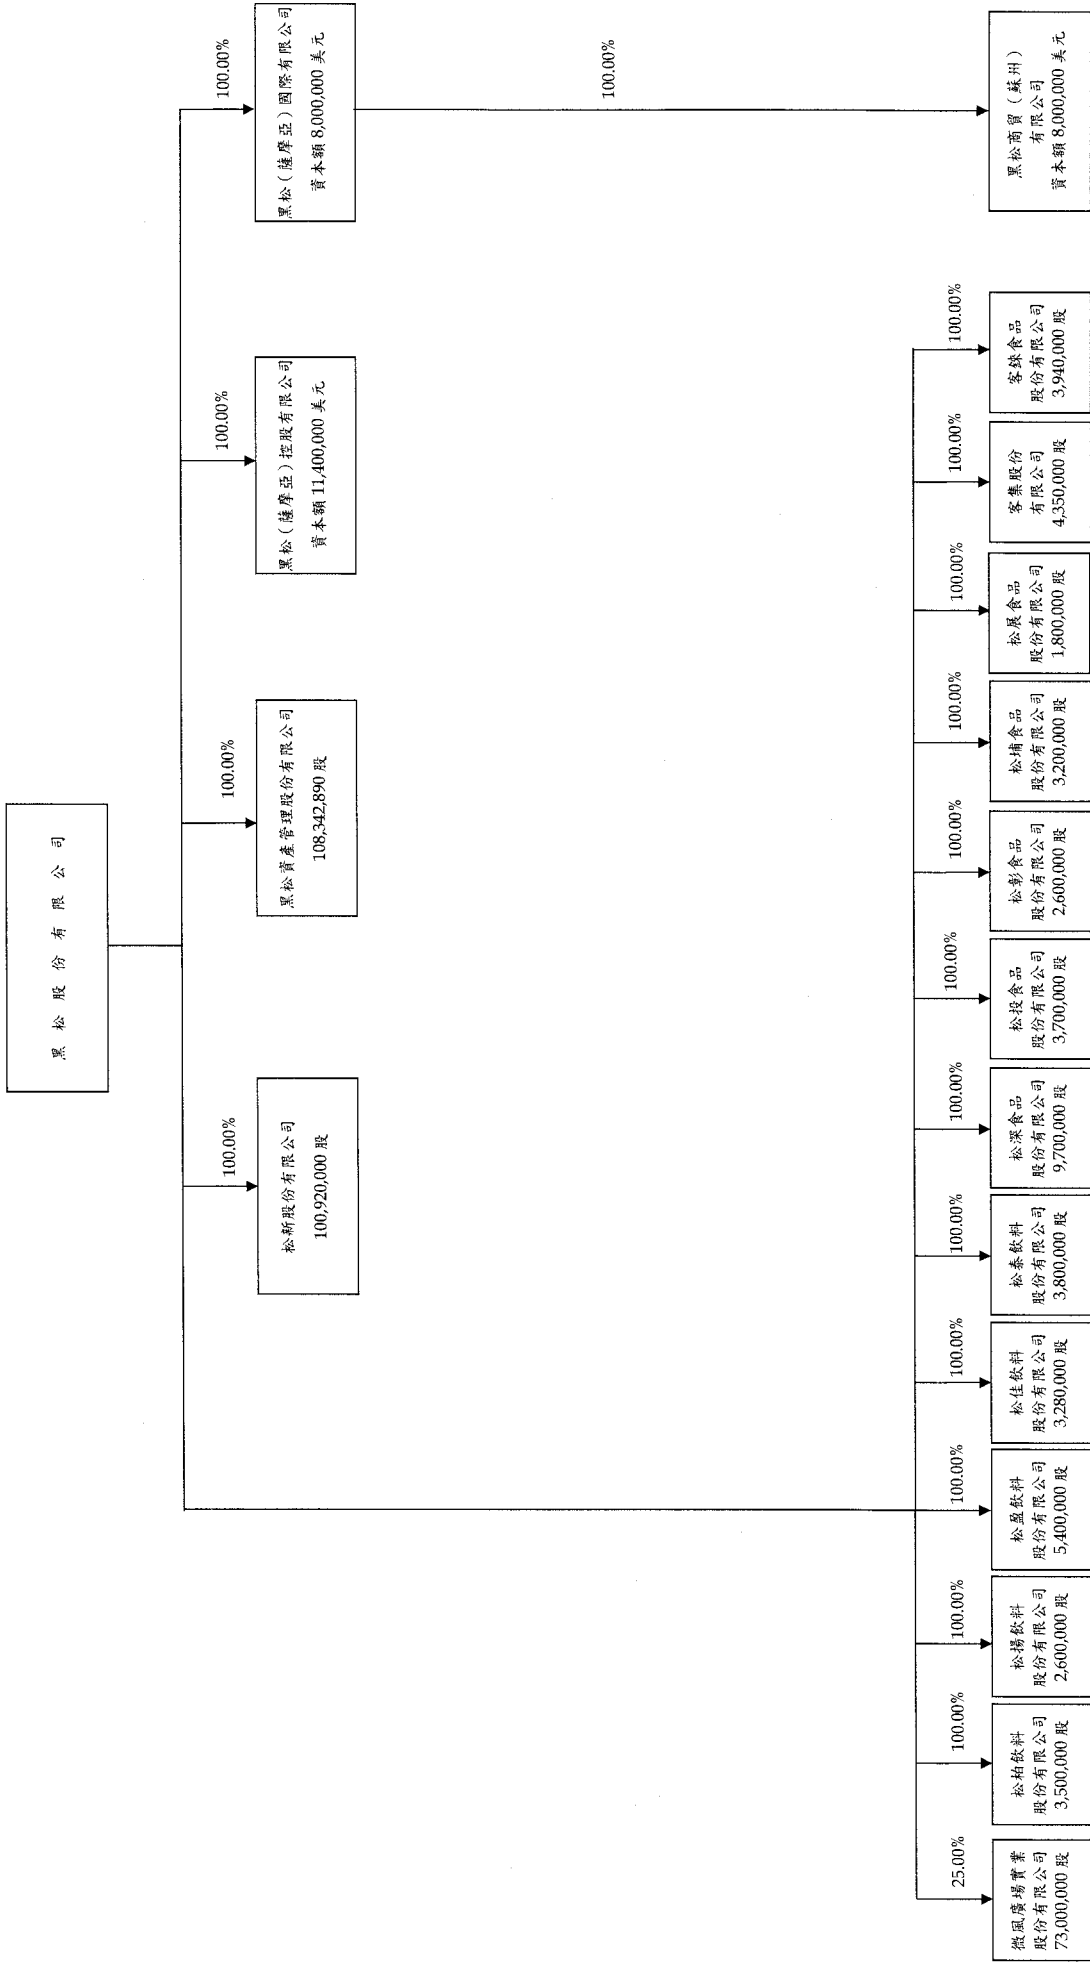 黑松股份有限公司
100.00%
100.00%
100.00%
100.00%
松新股份有限公司
100,920,000 股
黑松資產管理股份有限公司
108,342,890 股
黑松（薩摩亞）控股有限公司
資本額 11,400,000 美元
黑松（薩摩亞）國際有限公司
資本額 8,000,000 美元
100.00%
25.00%
100.00%
100.00%
100.00%
100.00%
100.00%
100.00%
100.00%
100.00%
100.00%
100.00%
100.00%
100.00%
微風廣場實業
股份有限公司
73,000,000 股
松柏飲料
股份有限公司
3,500,000 股
松揚飲料
股份有限公司
2,600,000 股
松盈飲料
股份有限公司
5,400,000 股
松佳飲料
股份有限公司
3,280,000 股
松泰飲料
股份有限公司
3,800,000 股
松深食品
股份有限公司
9,700,000 股
松投食品
股份有限公司
3,700,000 股
松彰食品
股份有限公司
2,600,000 股
松埔食品
股份有限公司
3,200,000 股
松展食品
股份有限公司
1,800,000 股
客集股份
有限公司
4,350,000 股
客錸食品
股份有限公司
3,940,000 股
黑松商貿（蘇州）
有限公司
資本額 8,000,000 美元